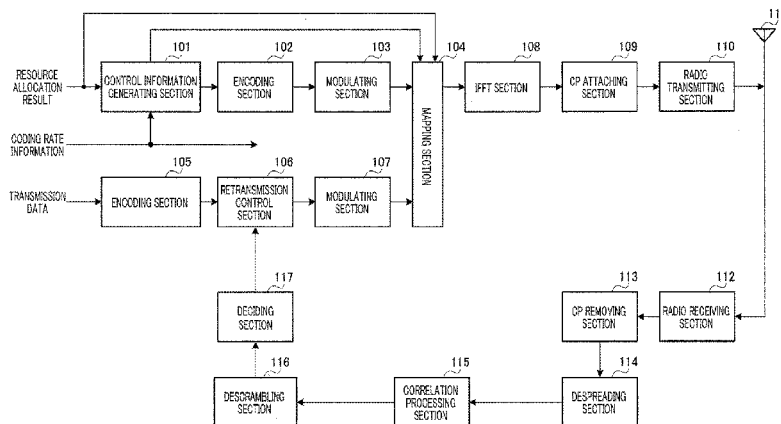 101
102
103
104
108
109
110
11
RESOURCE
ALLOCATION
RESULT
CONTROL INFORMATION
GENERATING SECTION
ENCODING
SECTION
MODULATING
SECTION
MAPPING SECTION
IFFT SECTION
CP ATTACHING
SECTION
RADIO
TRANSMITTING
SECTION
CODING RATE
INFORMATION
105
106
107
TRANSMISSION
DATA
ENCODING SECTION
RETRANSMISSION
CONTROL
SECTION
MODULATING
SECTION
117
113
112
DECIDING
SECTION
CP REMOVING
SECTION
RADIO RECEIVING
SECTION
116
115
114
DESCRAMBLING
SECTION
CORRELATION
PROCESSING
SECTION
DESPREADING
SECTION